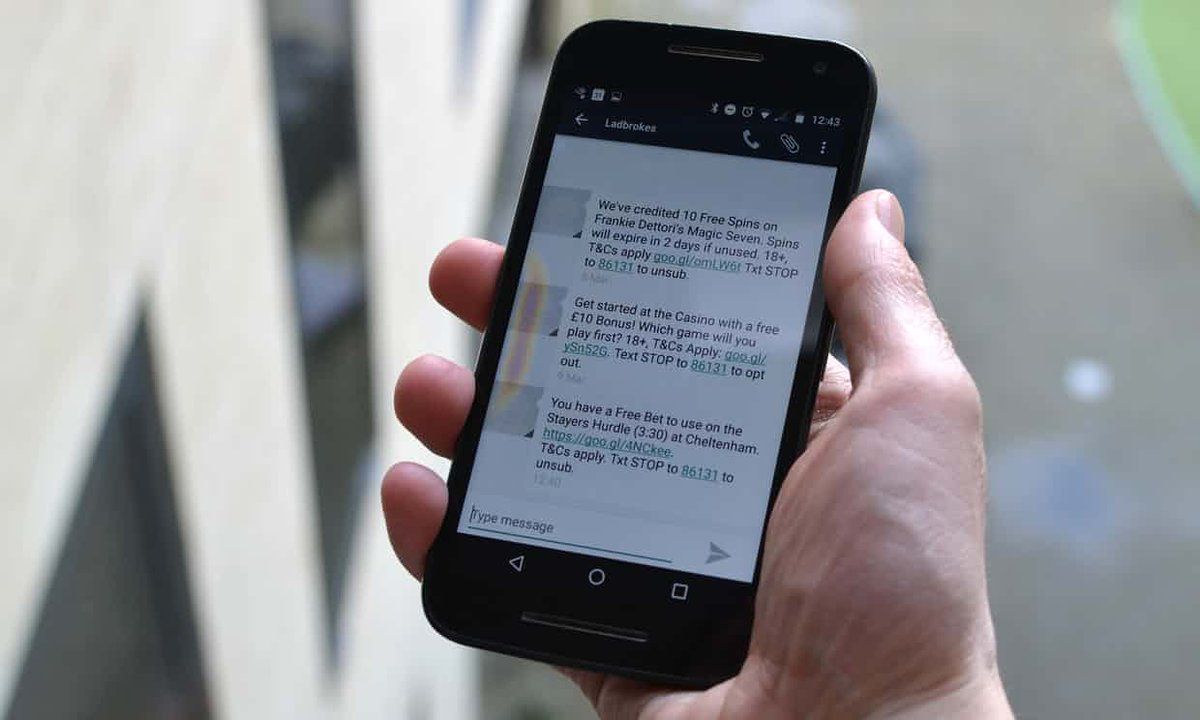 31
12:43
Ladbrokes
We've credited 10 Free Spins on
Frankie Dettori's Magic Seven. Spins
will expire in 2 days if unused. 18+,
T&Cs apply goo.gl/omLW6f Txt STOP
to 86131 to unsub.
Get started at the Casino with a free
£10 Bonus! Which game will you
play first? 18+, T&Cs Apply: goo.gl/
ySn52G. Text STOP to 86131 to opt
out.
9 Mar
You have a Free Bet to use on the
Stayers Hurdle (3:30) at Cheltenham.
https://goo.gl/4NCkee.
T&Cs apply. Txt STOP to 86131 to
unsub.
12:40
Type message